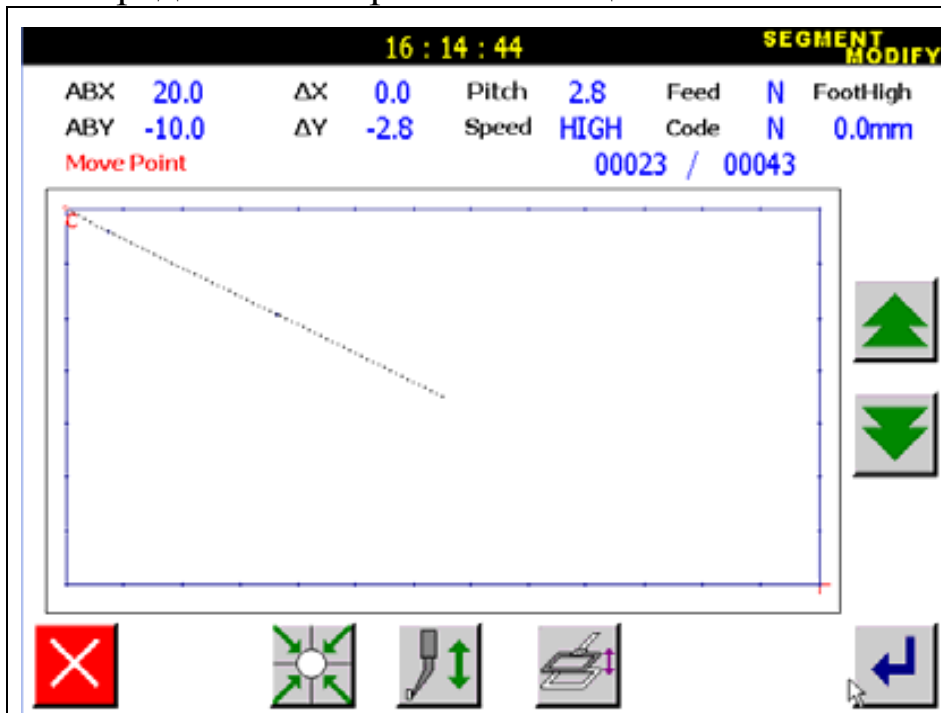 16 : 14 : 44
SEGMENT
MODIFY
ABX 20.0 ΔX 0.0 Pitch 2.8 Feed N FootHigh
ABY -10.0 ΔY -2.8 Speed HIGH Code N 0.0mm
Move Point 00023 / 00043
C